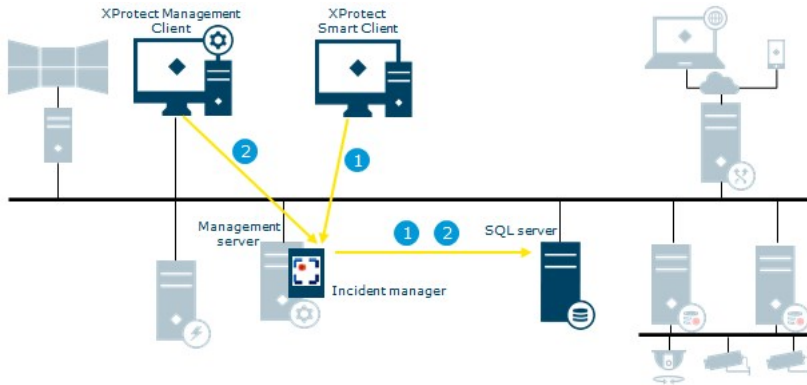 XProtect Management
Client
XProtect
Smart Client
2
1
Management
server
1 2
SQL server
Incident manager